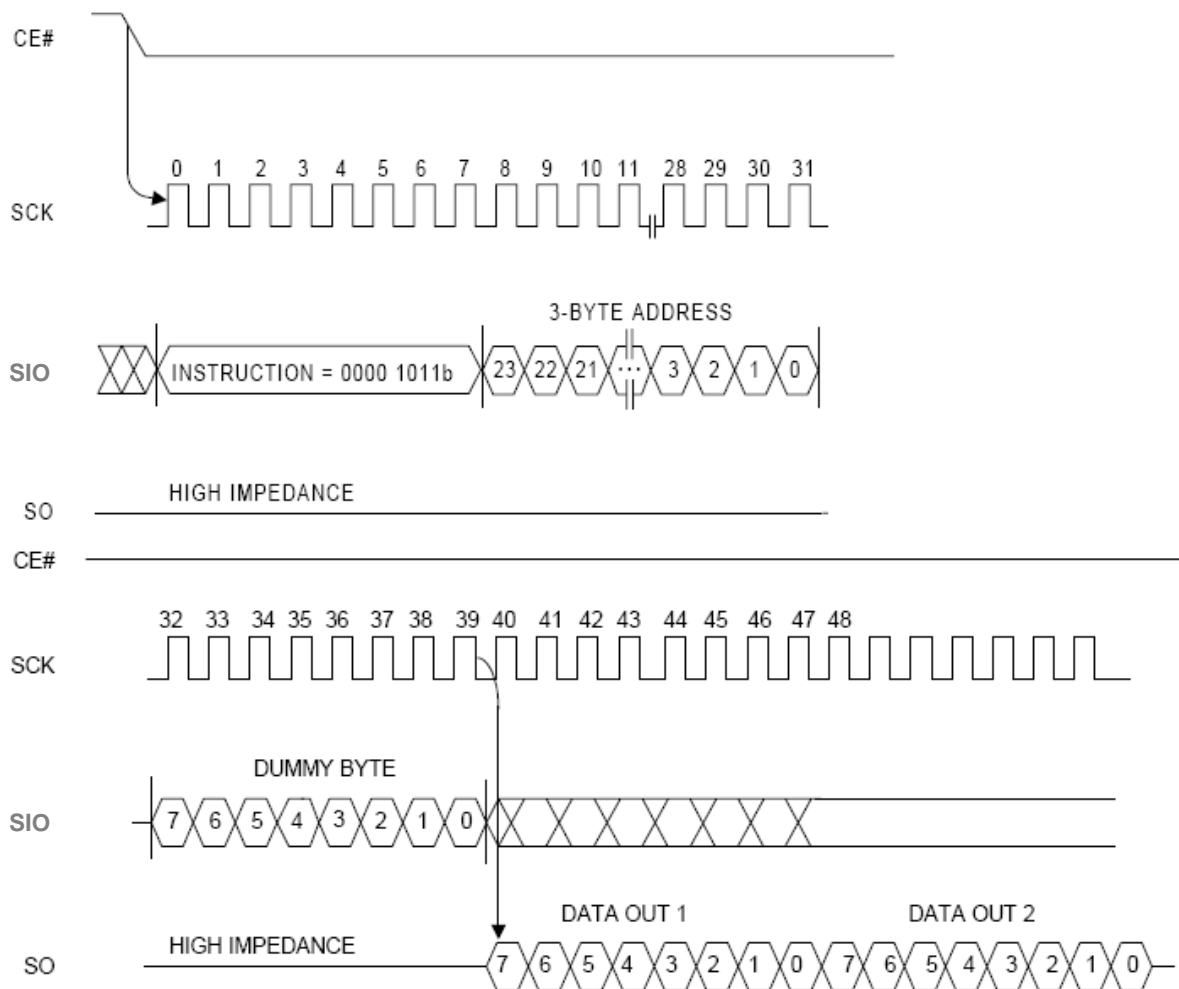 CE#
0 1 2 3 4 5 6 7 8 9 10 11 28 29 30 31
SCK
3-BYTE ADDRESS
SIO INSTRUCTION = 0000 1011b 23 22 21 ... 3 2 1 0
HIGH IMPEDANCE
SO
CE#
32 33 34 35 36 37 38 39 40 41 42 43 44 45 46 47 48
SCK
DUMMY BYTE
SIO 7 6 5 4 3 2 1 0
DATA OUT 1 DATA OUT 2
HIGH IMPEDANCE
SO 7 6 5 4 3 2 1 0 7 6 5 4 3 2 1 0